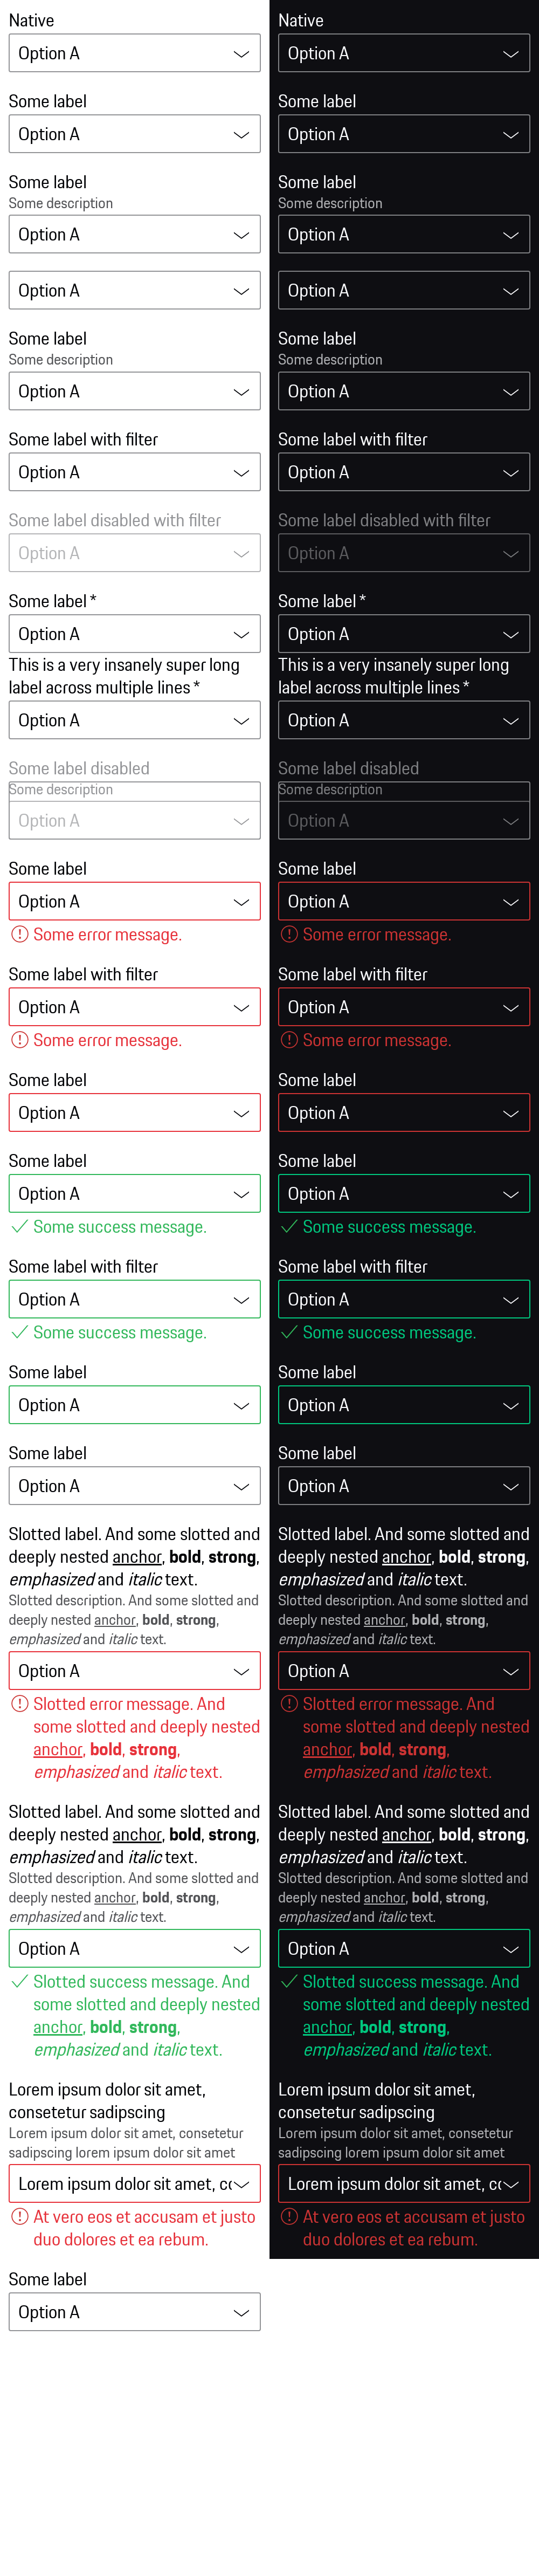 Native
Option A
Some label
Option A
Some label
Some description
Option A
Option A
Some label
Some description
Option A
Some label with filter
Option A
Some label disabled with filter
Option A
Some label *
Option A
This is a very insanely super long
label across multiple lines *
Option A
Some label disabled
Some description
Option A
Some label
Option A
Some error message.
Some label with filter
Option A
Some error message.
Some label
Option A
Some label
Option A
Some success message.
Some label with filter
Option A
Some success message.
Some label
Option A
Some label
Option A
Slotted label. And some slotted and
deeply nested anchor, bold, strong,
emphasized and italic text.
Slotted description. And some slotted and
deeply nested anchor, bold, strong,
emphasized and italic text.
Option A
Slotted error message. And
some slotted and deeply nested
anchor, bold, strong,
emphasized and italic text.
Slotted label. And some slotted and
deeply nested anchor, bold, strong,
emphasized and italic text.
Slotted description. And some slotted and
deeply nested anchor, bold, strong,
emphasized and italic text.
Option A
Slotted success message. And
some slotted and deeply nested
anchor, bold, strong,
emphasized and italic text.
Lorem ipsum dolor sit amet,
consetetur sadipscing
Lorem ipsum dolor sit amet, consetetur
sadipscing lorem ipsum dolor sit amet
Lorem ipsum dolor sit amet, co
At vero eos et accusam et justo
duo dolores et ea rebum.
Some label
Option A
Native
Option A
Some label
Option A
Some label
Some description
Option A
Option A
Some label
Some description
Option A
Some label with filter
Option A
Some label disabled with filter
Option A
Some label *
Option A
This is a very insanely super long
label across multiple lines *
Option A
Some label disabled
Some description
Option A
Some label
Option A
Some error message.
Some label with filter
Option A
Some error message.
Some label
Option A
Some label
Option A
Some success message.
Some label with filter
Option A
Some success message.
Some label
Option A
Some label
Option A
Slotted label. And some slotted and
deeply nested anchor, bold, strong,
emphasized and italic text.
Slotted description. And some slotted and
deeply nested anchor, bold, strong,
emphasized and italic text.
Option A
Slotted error message. And
some slotted and deeply nested
anchor, bold, strong,
emphasized and italic text.
Slotted label. And some slotted and
deeply nested anchor, bold, strong,
emphasized and italic text.
Slotted description. And some slotted and
deeply nested anchor, bold, strong,
emphasized and italic text.
Option A
Slotted success message. And
some slotted and deeply nested
anchor, bold, strong,
emphasized and italic text.
Lorem ipsum dolor sit amet,
consetetur sadipscing
Lorem ipsum dolor sit amet, consetetur
sadipscing lorem ipsum dolor sit amet
Lorem ipsum dolor sit amet, co
At vero eos et accusam et justo
duo dolores et ea rebum.